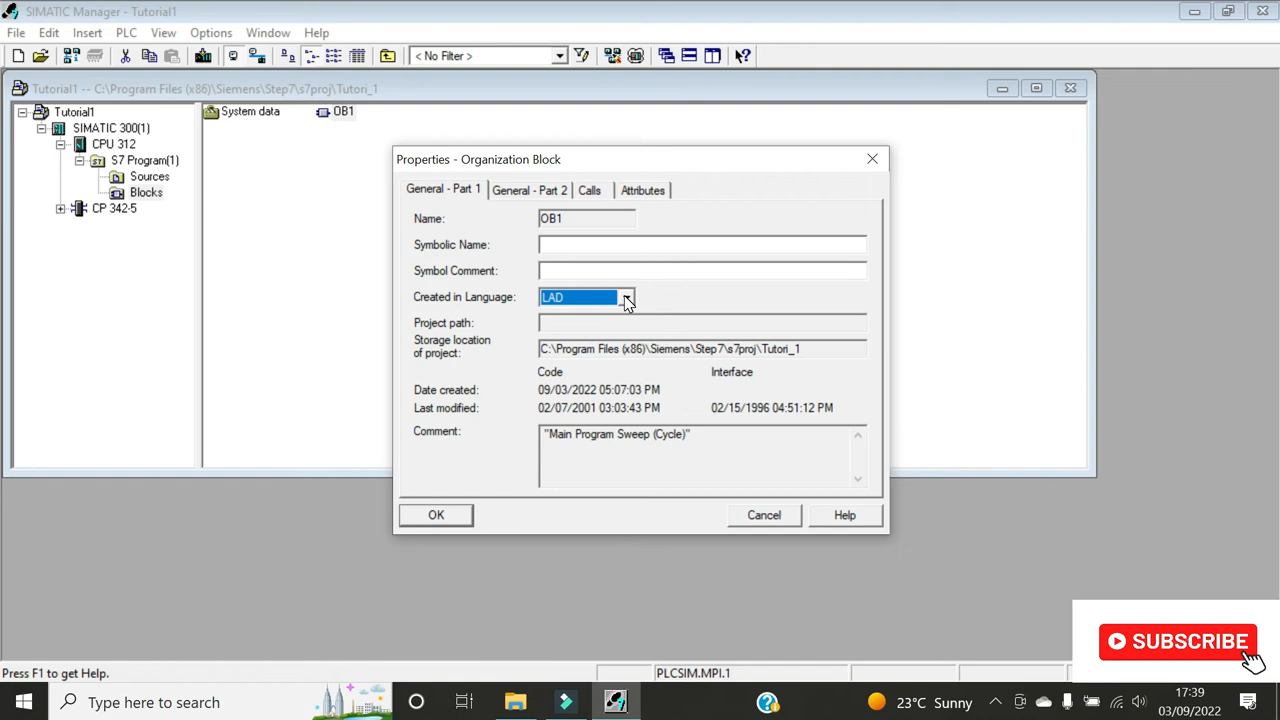 SIMATIC Manager - Tutorial1
File Edit Insert PLC View Options Window Help
< No Filter >
Tutorial1 -- C:\Program Files (x86)\Siemens\Step7\s7proj\Tutori_1
Tutorial1
SIMATIC 300(1)
CPU 312
S7 Program(1)
Sources
Blocks
CP 342-5
System data OB1
Properties - Organization Block
General - Part 1 General - Part 2 Calls Attributes
Name: OB1
Symbolic Name:
Symbol Comment:
Created in Language: LAD
Project path:
Storage location
of project: C:\Program Files (x86)\Siemens\Step7\s7proj\Tutori_1
Code Interface
Date created: 09/03/2022 05:07:03 PM
Last modified: 02/07/2001 03:03:43 PM 02/15/1996 04:51:12 PM
Comment: "Main Program Sweep (Cycle)"
OK Cancel Help
SUBSCRIBE
Press F1 to get Help. PLCSIM.MPI.1
Type here to search
23°C Sunny
17:39
03/09/2022